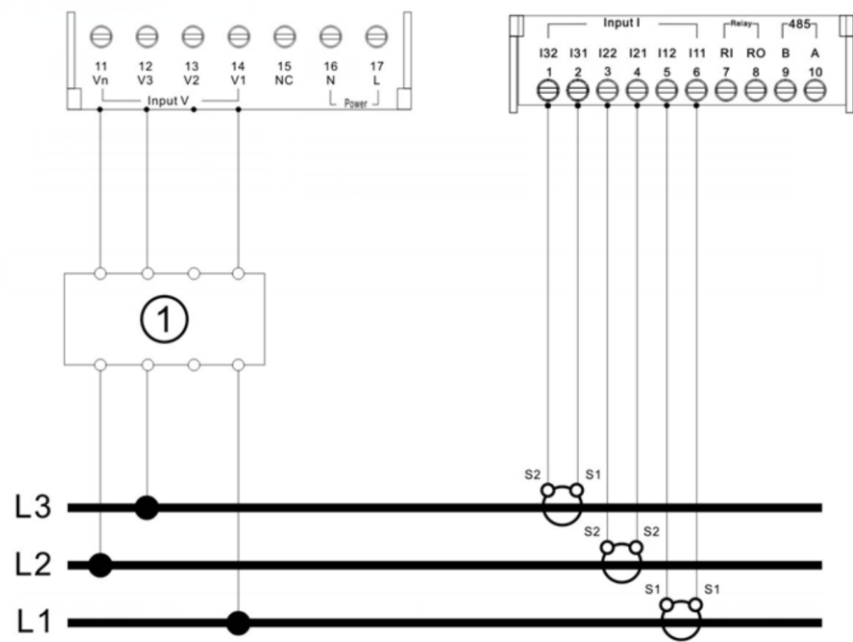 11 12 13 14 15 16 17
Vn V3 V2 V1 NC N L
Input V Power
Input I Relay 485
I32 I31 I22 I21 I12 I11 RI RO B A
1 2 3 4 5 6 7 8 9 10
1
S2 S1
L3
S2 S2
L2
S1 S1
L1